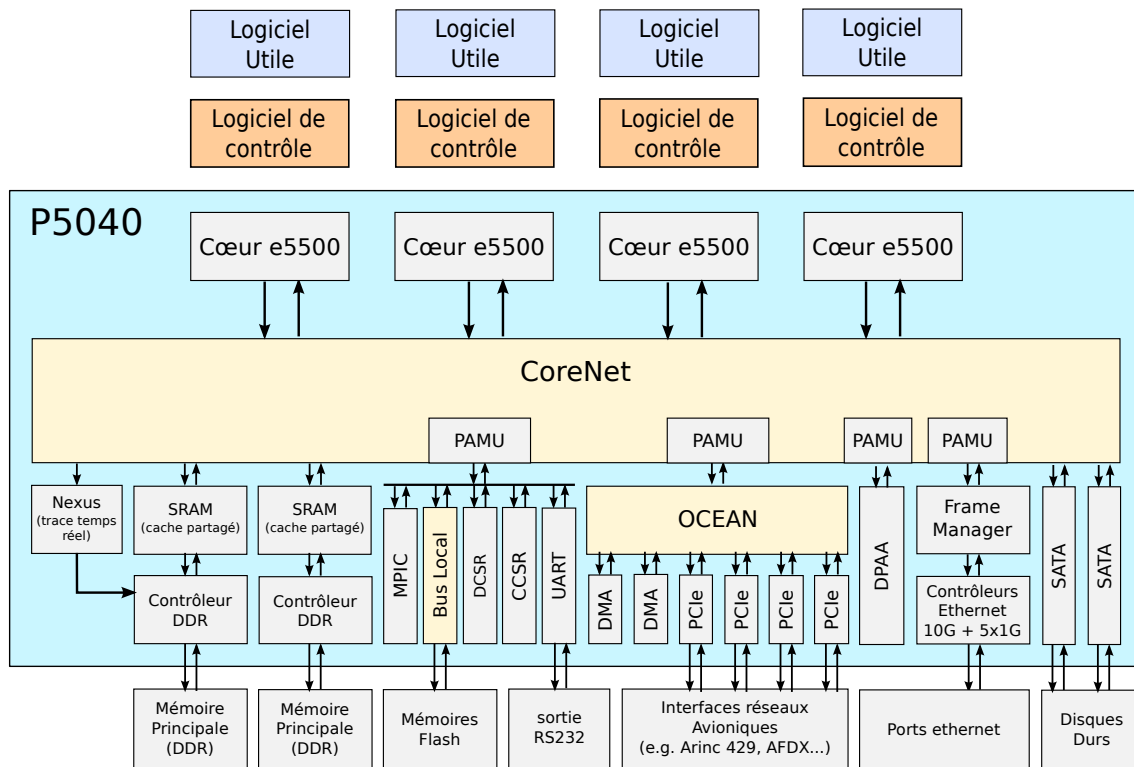 Logiciel
Utile
Logiciel
Utile
Logiciel
Utile
Logiciel
Utile
Logiciel de
contrôle
Logiciel de
contrôle
Logiciel de
contrôle
Logiciel de
contrôle
P5040
Cœur e5500
Cœur e5500
Cœur e5500
Cœur e5500
CoreNet
PAMU
PAMU
PAMU
PAMU
Nexus
(trace temps
réel)
SRAM
(cache partagé)
SRAM
(cache partagé)
Contrôleur
DDR
Contrôleur
DDR
MPIC
Bus Local
DCSR
CCSR
UART
OCEAN
DMA
DMA
PCIe
PCIe
PCIe
PCIe
DPAA
Frame
Manager
Contrôleurs
Ethernet
10G + 5x1G
SATA
SATA
Mémoire
Principale
(DDR)
Mémoire
Principale
(DDR)
Mémoires
Flash
sortie
RS232
Interfaces réseaux
Avioniques
(e.g. Arinc 429, AFDX...)
Ports ethernet
Disques
Durs